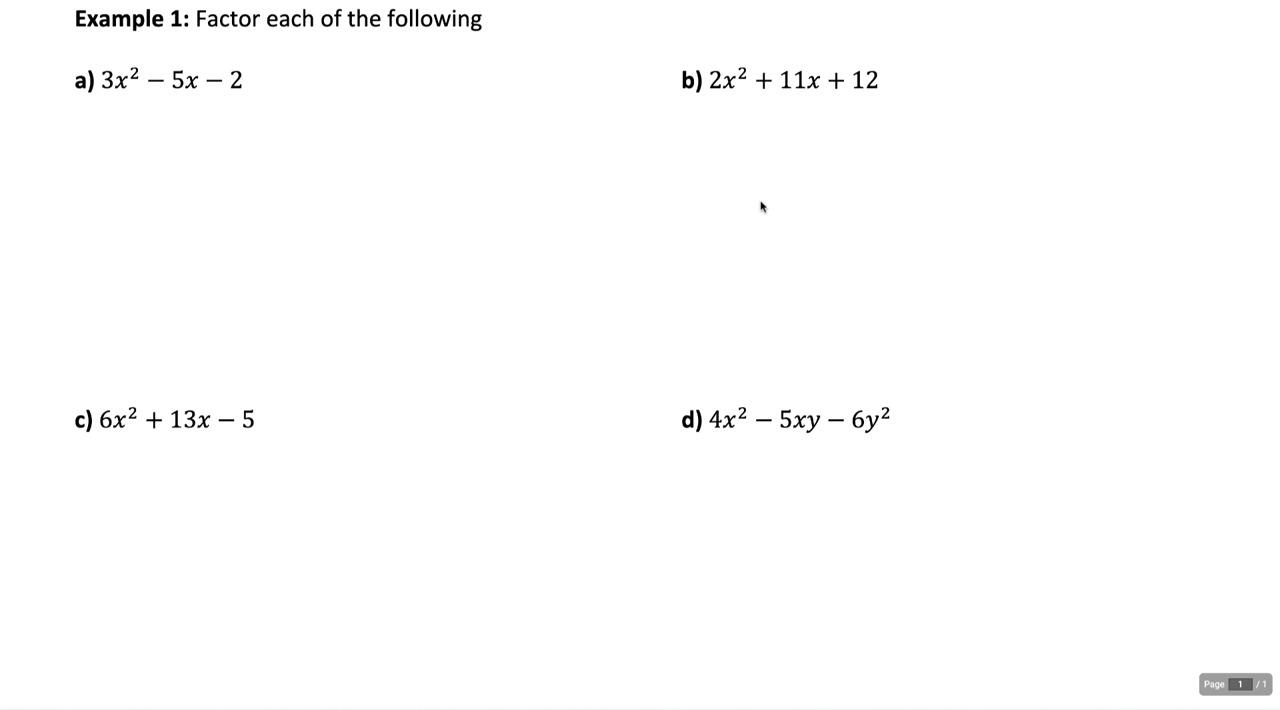 Example 1: Factor each of the following
a) 3x² − 5x − 2
b) 2x² + 11x + 12
c) 6x² + 13x − 5
d) 4x² − 5xy − 6y²
Page 1 / 1